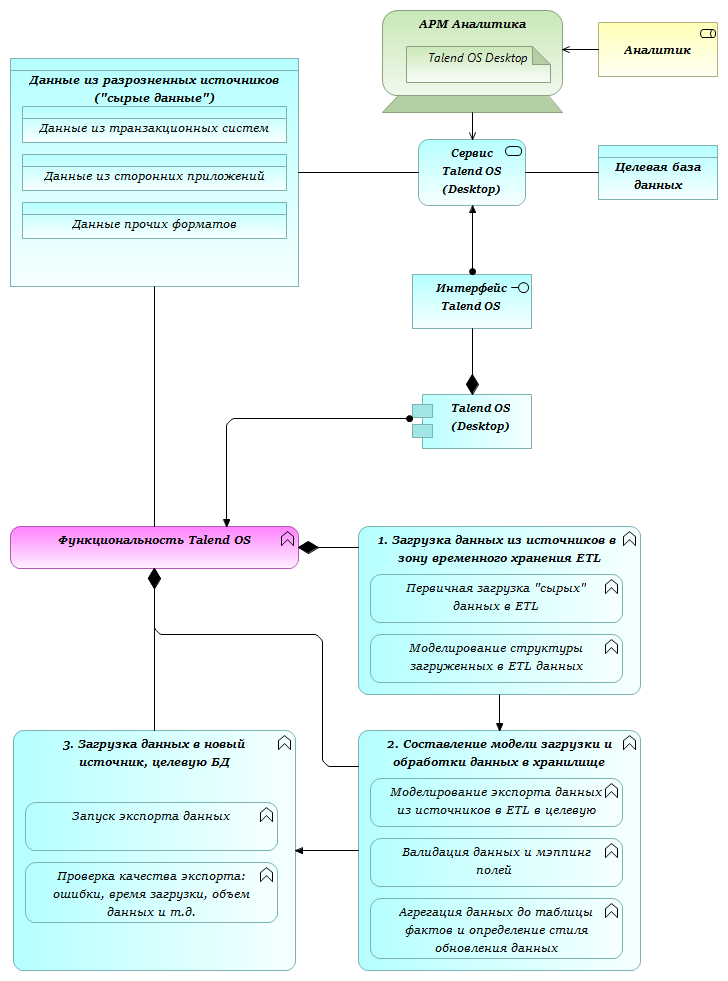 АРМ Аналитика
Talend OS Desktop
Аналитик
Данные из разрозненных источников
("сырые данные")
Данные из транзакционных систем
Данные из сторонних приложений
Данные прочих форматов
Сервис
Talend OS
(Desktop)
Целевая база
данных
Интерфейс
Talend OS
Talend OS
(Desktop)
Функциональность Talend OS
1. Загрузка данных из источников в
зону временного хранения ETL
Первичная загрузка "сырых"
данных в ETL
Моделирование структуры
загруженных в ETL данных
3. Загрузка данных в новый
источник, целевую БД
Запуск экспорта данных
Проверка качества экспорта:
ошибки, время загрузки, объем
данных и т.д.
2. Составление модели загрузки и
обработки данных в хранилище
Моделирование экспорта данных
из источников в ETL в целевую
Валидация данных и мэппинг
полей
Агрегация данных до таблицы
фактов и определение стиля
обновления данных